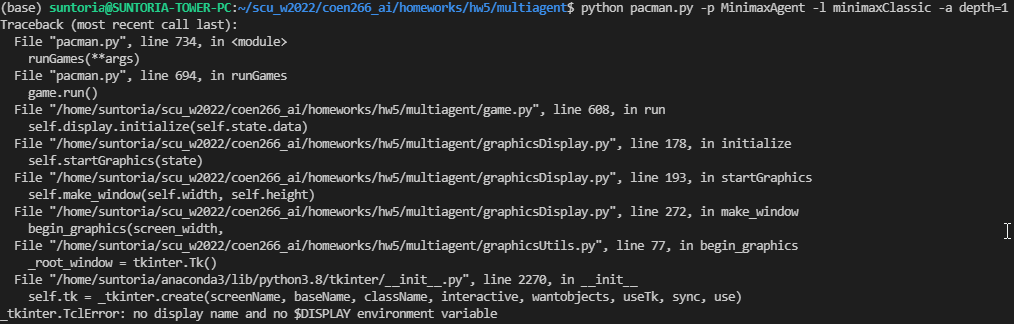 (base) suntoria@SUNTORIA-TOWER-PC:~/scu_w2022/coen266_ai/homeworks/hw5/multiagent$ python pacman.py -p MinimaxAgent -l minimaxClassic -a depth=1
Traceback (most recent call last):
  File "pacman.py", line 734, in <module>
    runGames(**args)
  File "pacman.py", line 694, in runGames
    game.run()
  File "/home/suntoria/scu_w2022/coen266_ai/homeworks/hw5/multiagent/game.py", line 608, in run
    self.display.initialize(self.state.data)
  File "/home/suntoria/scu_w2022/coen266_ai/homeworks/hw5/multiagent/graphicsDisplay.py", line 178, in initialize
    self.startGraphics(state)
  File "/home/suntoria/scu_w2022/coen266_ai/homeworks/hw5/multiagent/graphicsDisplay.py", line 193, in startGraphics
    self.make_window(self.width, self.height)
  File "/home/suntoria/scu_w2022/coen266_ai/homeworks/hw5/multiagent/graphicsDisplay.py", line 272, in make_window
    begin_graphics(screen_width,
  File "/home/suntoria/scu_w2022/coen266_ai/homeworks/hw5/multiagent/graphicsUtils.py", line 77, in begin_graphics
    _root_window = tkinter.Tk()
  File "/home/suntoria/anaconda3/lib/python3.8/tkinter/__init__.py", line 2270, in __init__
    self.tk = _tkinter.create(screenName, baseName, className, interactive, wantobjects, useTk, sync, use)
_tkinter.TclError: no display name and no $DISPLAY environment variable